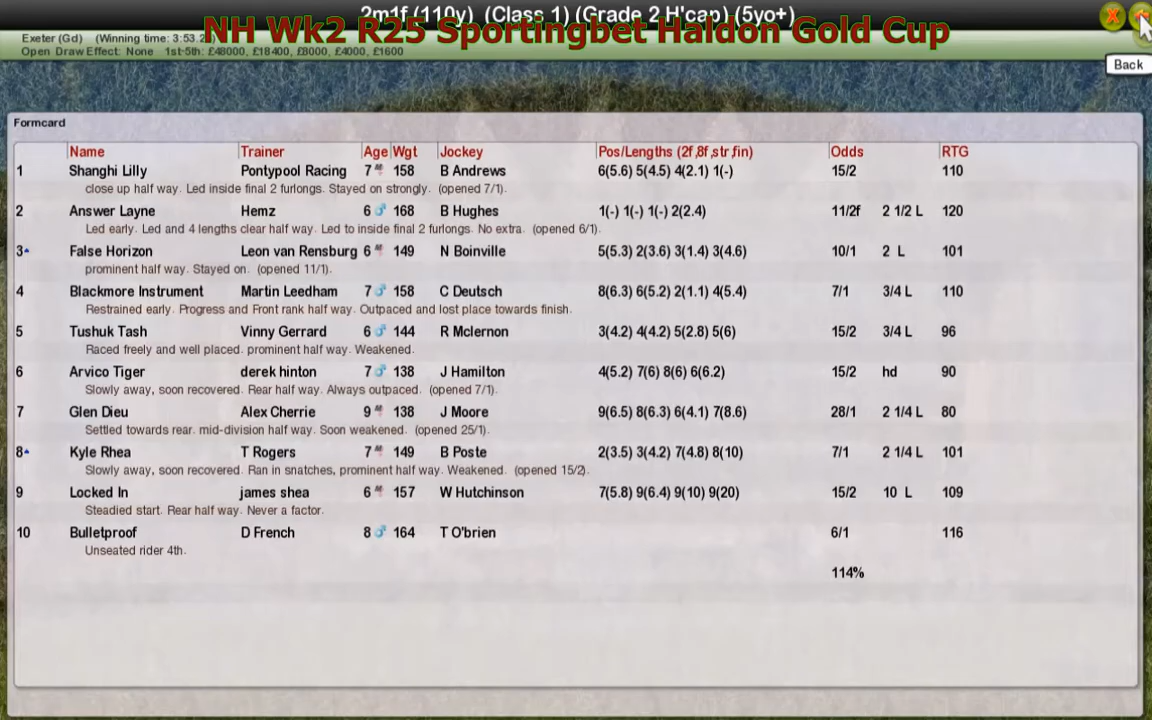 2m1f (110y) (Class 1) (Grade 2 H'cap) (5yo+)
NH Wk2 R25 Sportingbet Haldon Gold Cup
Exeter (Gd) (Winning time: 3:53.2
Open Draw Effect: None 1st-5th: £48000, £18400, £8000, £4000, £1600
Back
Formcard
Name Trainer Age Wgt Jockey Pos/Lengths (2f,8f,str,fin) Odds RTG
1 Shanghi Lilly Pontypool Racing 7 158 B Andrews 6(5.6) 5(4.5) 4(2.1) 1(-) 15/2 110
close up half way. Led inside final 2 furlongs. Stayed on strongly. (opened 7/1).
2 Answer Layne Hemz 6 ♂ 168 B Hughes 1(-) 1(-) 1(-) 2(2.4) 11/2f 2 1/2 L 120
Led early. Led and 4 lengths clear half way. Led to inside final 2 furlongs. No extra. (opened 6/1).
3 False Horizon Leon van Rensburg 6 149 N Boinville 5(5.3) 2(3.6) 3(1.4) 3(4.6) 10/1 2 L 101
prominent half way. Stayed on. (opened 11/1).
4 Blackmore Instrument Martin Leedham 7 ♂ 158 C Deutsch 8(6.3) 6(5.2) 2(1.1) 4(5.4) 7/1 3/4 L 110
Restrained early. Progress and Front rank half way. Outpaced and lost place towards finish.
5 Tushuk Tash Vinny Gerrard 6 ♂ 144 R Mclernon 3(4.2) 4(4.2) 5(2.8) 5(6) 15/2 3/4 L 96
Raced freely and well placed. prominent half way. Weakened.
6 Arvico Tiger derek hinton 7 ♂ 138 J Hamilton 4(5.2) 7(6) 8(6) 6(6.2) 15/2 hd 90
Slowly away, soon recovered. Rear half way. Always outpaced. (opened 7/1).
7 Glen Dieu Alex Cherrie 9 138 J Moore 9(6.5) 8(6.3) 6(4.1) 7(8.6) 28/1 2 1/4 L 80
Settled towards rear. mid-division half way. Soon weakened. (opened 25/1).
8 Kyle Rhea T Rogers 7 149 B Poste 2(3.5) 3(4.2) 7(4.8) 8(10) 7/1 2 1/4 L 101
Slowly away, soon recovered. Ran in snatches, prominent half way. Weakened. (opened 15/2).
9 Locked In james shea 6 157 W Hutchinson 7(5.8) 9(6.4) 9(10) 9(20) 15/2 10 L 109
Steadied start. Rear half way. Never a factor.
10 Bulletproof D French 8 ♂ 164 T O'brien 6/1 116
Unseated rider 4th.
114%